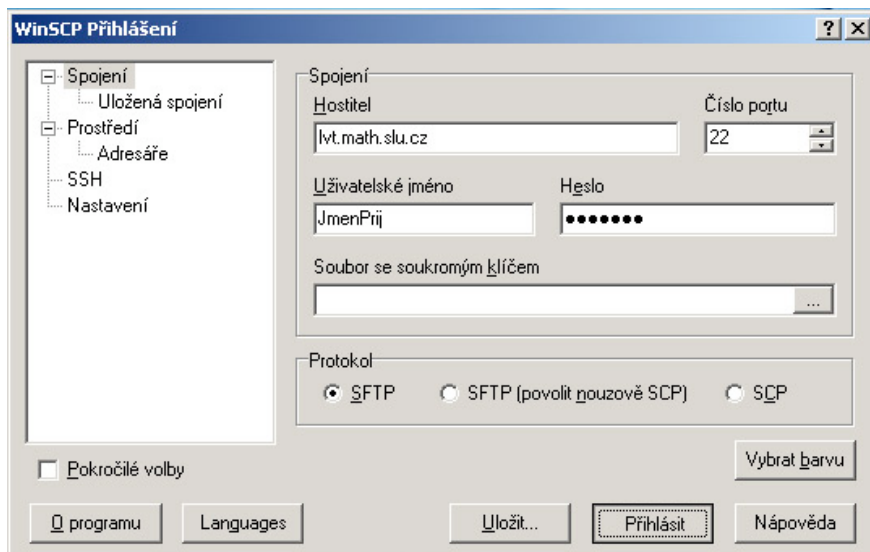 WinSCP Přihlášení
Spojení
Uložená spojení
Prostředí
Adresáře
SSH
Nastavení
Spojení
Hostitel
Číslo portu
lvt.math.slu.cz
22
Uživatelské jméno
Heslo
JmenPrij
●●●●●●●
Soubor se soukromým klíčem
...
Protokol
SFTP
SFTP (povolit nouzově SCP)
SCP
Pokročilé volby
Vybrat barvu
O programu
Languages
Uložit...
Přihlásit
Nápověda